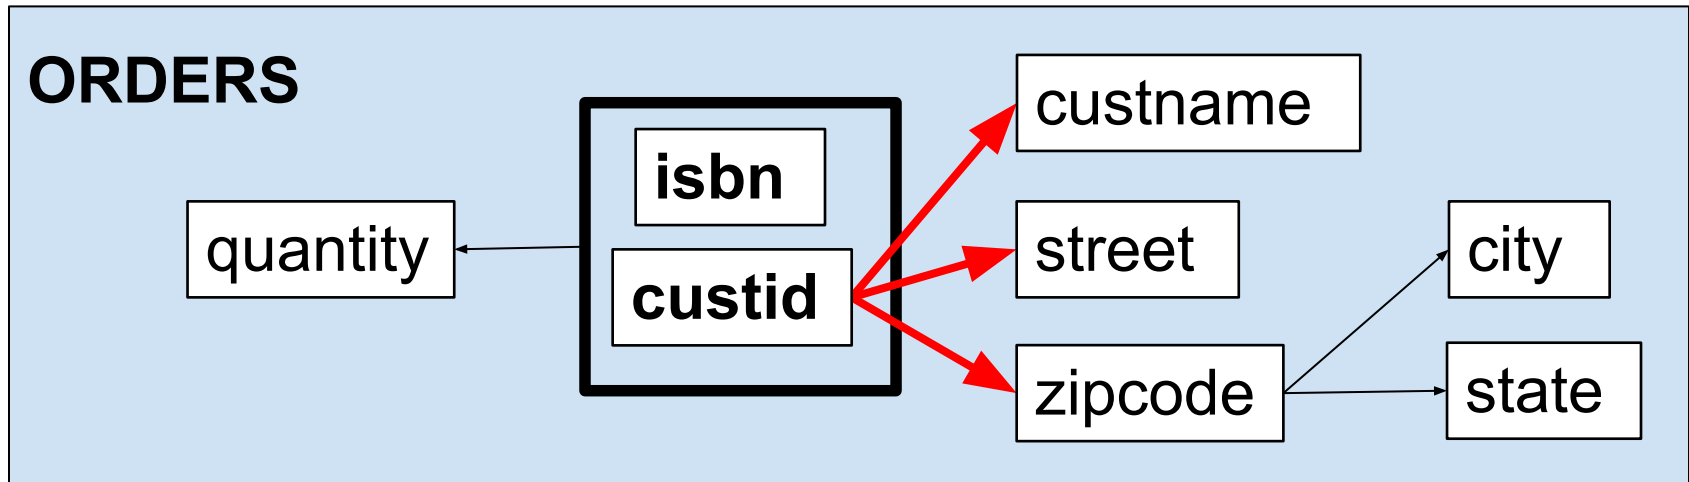 ORDERS
quantity
isbn
custid
custname
street
zipcode
city
state